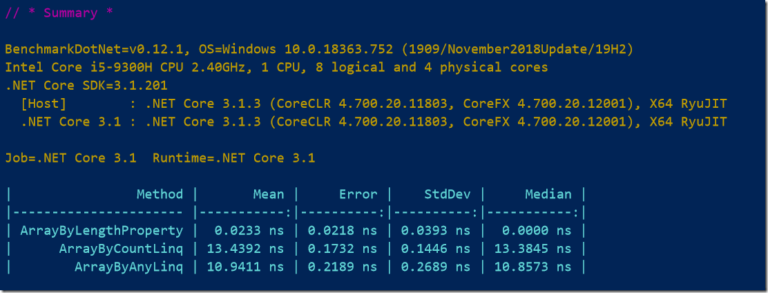 // * Summary *
BenchmarkDotNet=v0.12.1, OS=Windows 10.0.18363.752 (1909/November2018Update/19H2)
Intel Core i5-9300H CPU 2.40GHz, 1 CPU, 8 logical and 4 physical cores
.NET Core SDK=3.1.201
  [Host]        : .NET Core 3.1.3 (CoreCLR 4.700.20.11803, CoreFX 4.700.20.12001), X64 RyuJIT
  .NET Core 3.1 : .NET Core 3.1.3 (CoreCLR 4.700.20.11803, CoreFX 4.700.20.12001), X64 RyuJIT
Job=.NET Core 3.1  Runtime=.NET Core 3.1
|                Method |       Mean |     Error |    StdDev |     Median |
|---------------------- |-----------:|----------:|----------:|-----------:|
| ArrayByLengthProperty |  0.0233 ns | 0.0218 ns | 0.0393 ns |  0.0000 ns |
|      ArrayByCountLinq | 13.4392 ns | 0.1732 ns | 0.1446 ns | 13.3845 ns |
|        ArrayByAnyLinq | 10.9411 ns | 0.2189 ns | 0.2689 ns | 10.8573 ns |